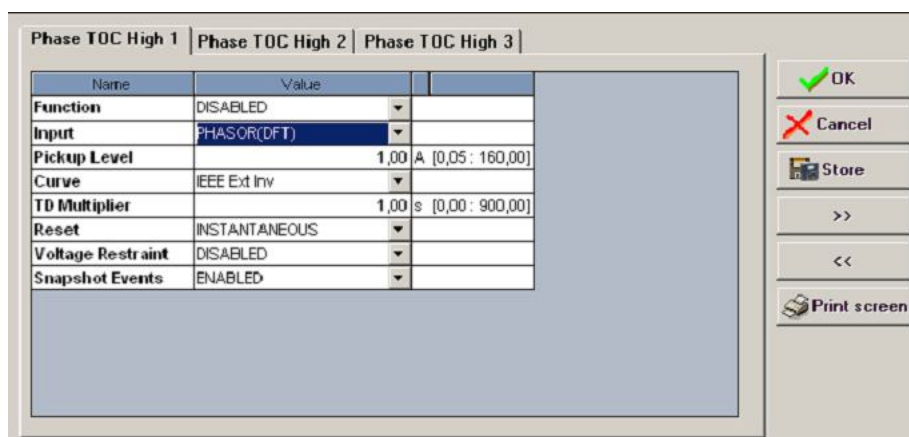 Phase TOC High 1 Phase TOC High 2 Phase TOC High 3
Name Value
Function DISABLED
Input PHASOR(DFT)
Pickup Level 1,00 A [0,05 : 160,00]
Curve IEEE Ext Inv
TD Multiplier 1,00 s [0,00 : 900,00]
Reset INSTANTANEOUS
Voltage Restraint DISABLED
Snapshot Events ENABLED
OK
Cancel
Store
>>
<<
Print screen